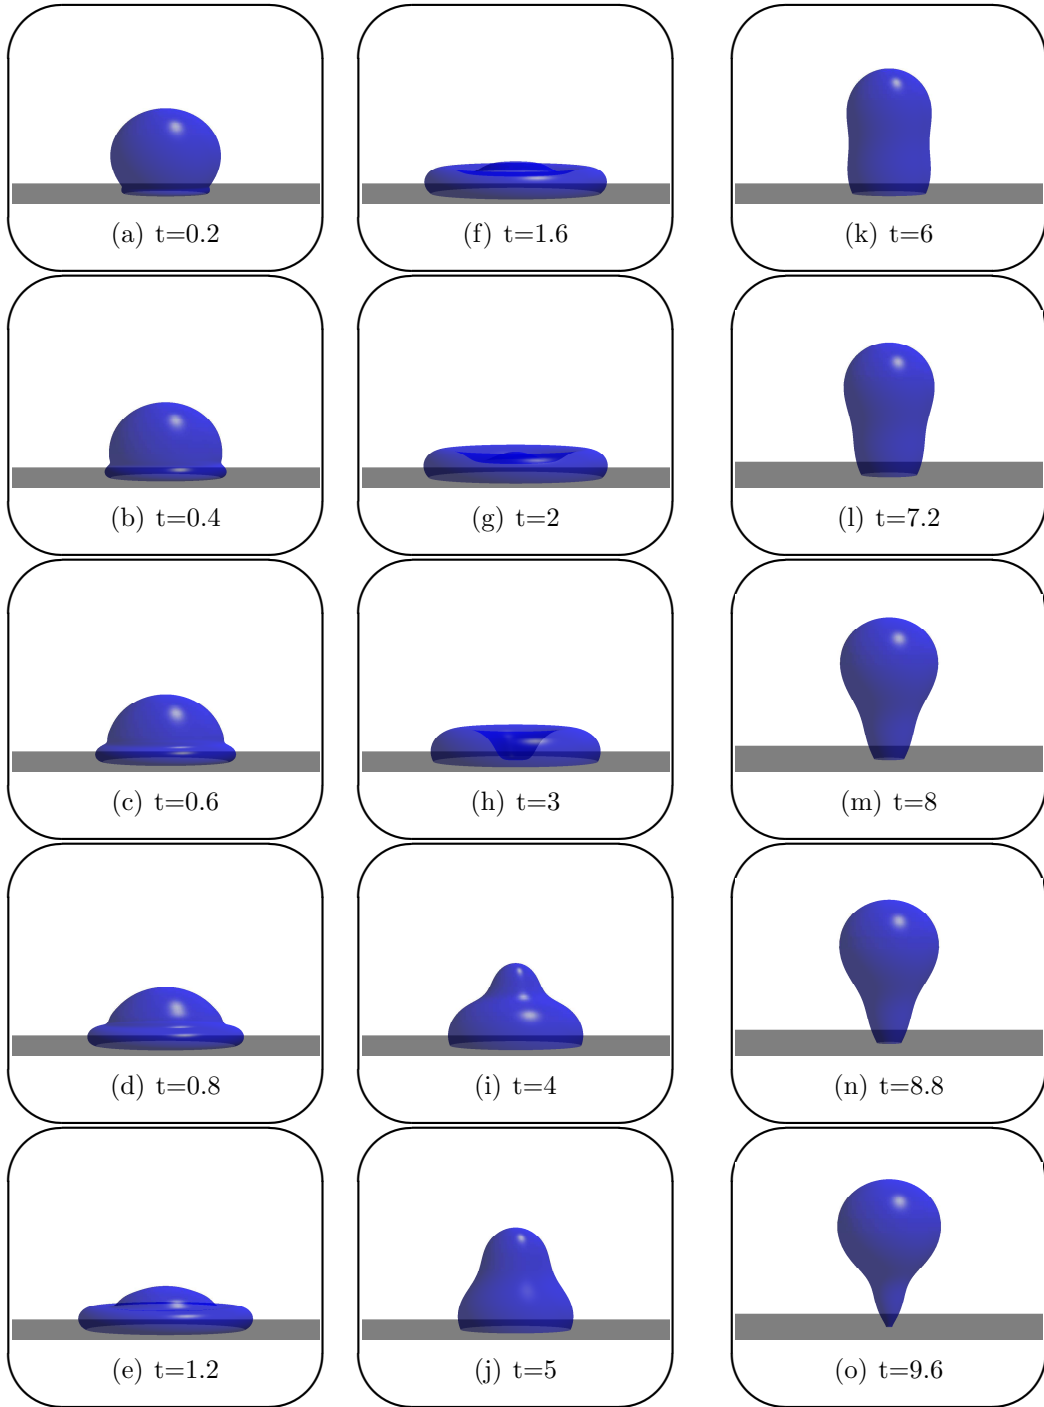 (a) t=0.2
(b) t=0.4
(c) t=0.6
(d) t=0.8
(e) t=1.2
(f) t=1.6
(g) t=2
(h) t=3
(i) t=4
(j) t=5
(k) t=6
(l) t=7.2
(m) t=8
(n) t=8.8
(o) t=9.6